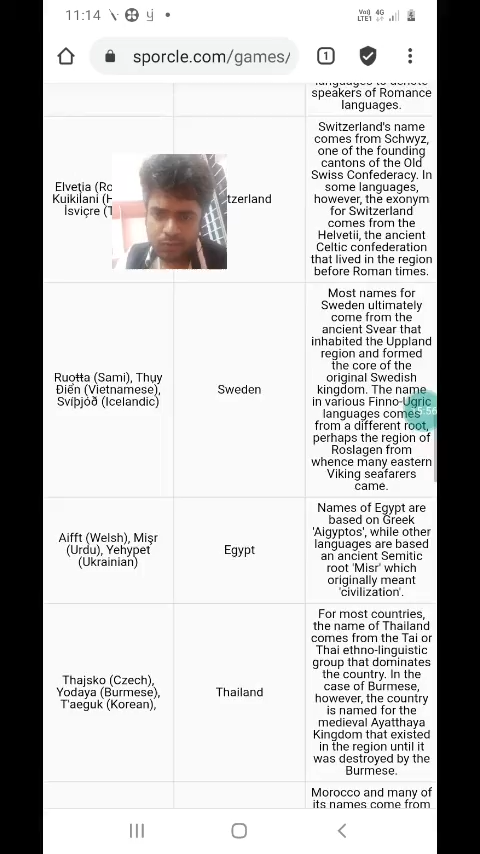 11:14
Vo))
4G
LTE1
sporcle.com/games/
1
languages to denote
speakers of Romance
languages.
Elveţia (Ro
Kuikilani (H
İsviçre (T
tzerland
Switzerland's name
comes from Schwyz,
one of the founding
cantons of the Old
Swiss Confederacy. In
some languages,
however, the exonym
for Switzerland
comes from the
Helvetii, the ancient
Celtic confederation
that lived in the region
before Roman times.
Ruoŧŧa (Sami), Thụy
Điển (Vietnamese),
Svíþjóð (Icelandic)
Sweden
Most names for
Sweden ultimately
come from the
ancient Svear that
inhabited the Uppland
region and formed
the core of the
original Swedish
kingdom. The name
in various Finno-Ugric
languages comes
from a different root,
perhaps the region of
Roslagen from
whence many eastern
Viking seafarers
came.
Aifft (Welsh), Mişr
(Urdu), Yehypet
(Ukrainian)
Egypt
Names of Egypt are
based on Greek
'Aigyptos', while other
languages are based
an ancient Semitic
root 'Misr' which
originally meant
'civilization'.
Thajsko (Czech),
Yodaya (Burmese),
T'aeguk (Korean),
Thailand
For most countries,
the name of Thailand
comes from the Tai or
Thai ethno-linguistic
group that dominates
the country. In the
case of Burmese,
however, the country
is named for the
medieval Ayatthaya
Kingdom that existed
in the region until it
was destroyed by the
Burmese.
Morocco and many of
its names come from